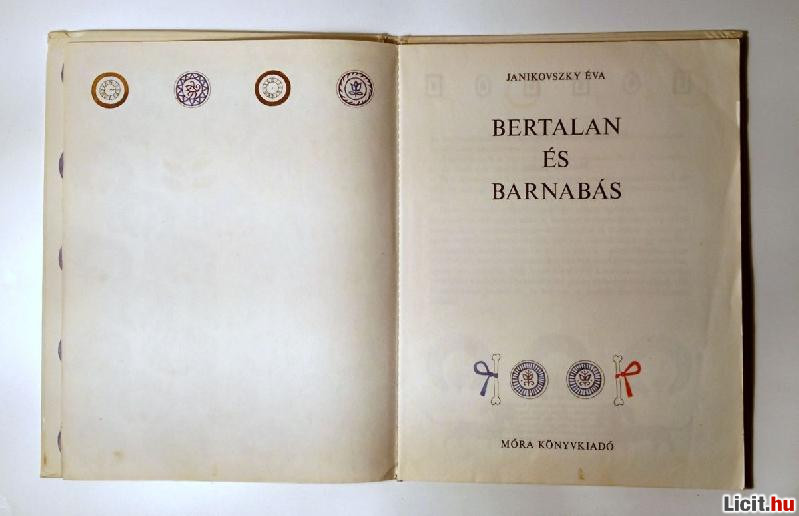 JANIKOVSZKY ÉVA
BERTALAN
ÉS
BARNABÁS
MÓRA KÖNYVKIADÓ
Licit.hu